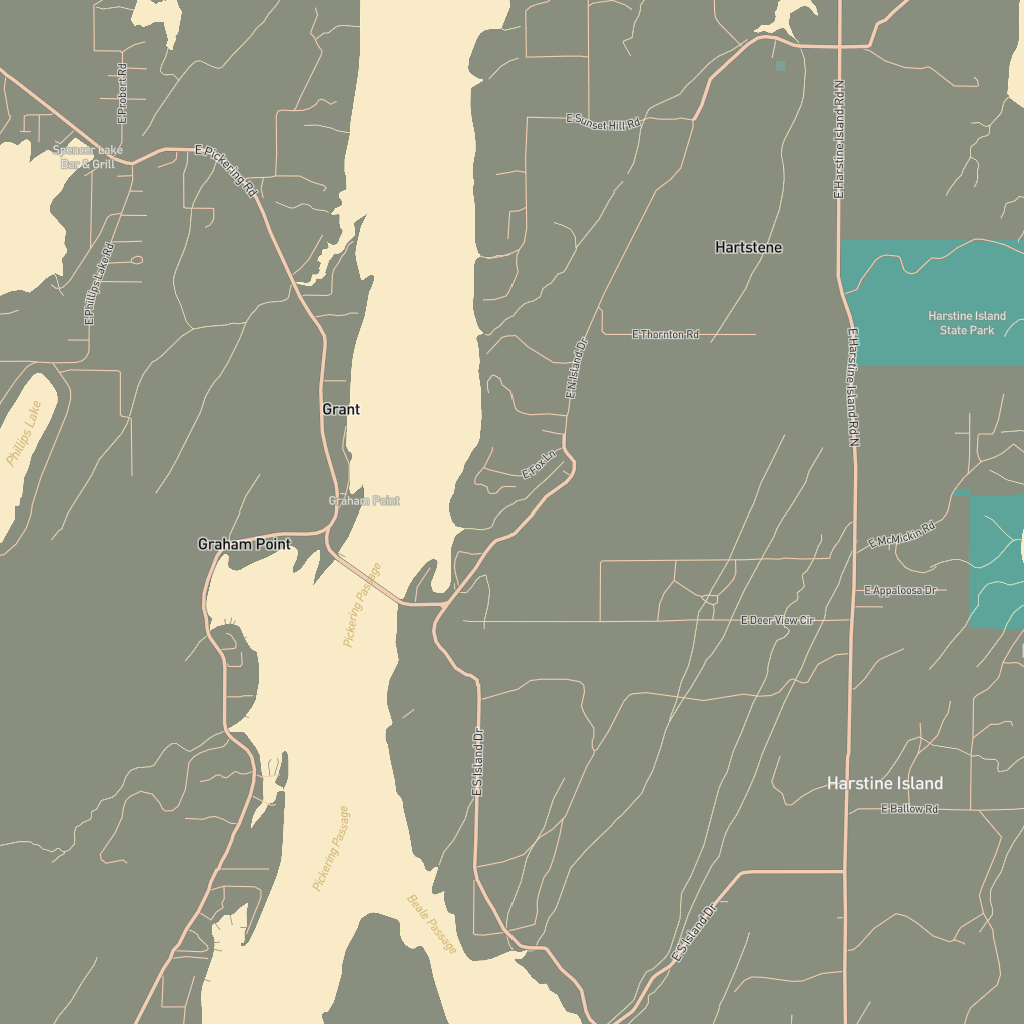 E Probert Rd
E Harstine Island Rd N
E Sunset Hill Rd
Spencer Lake
Bar & Grill
E Pickering Rd
Hartstene
E Phillips Lake Rd
Harstine Island
State Park
E Thornton Rd
E N Island Dr
E Harstine Island Rd N
Grant
Phillips Lake
E Fox Ln
Graham Point
Graham Point
E McMickin Rd
Pickering Passage
E Appaloosa Dr
E Deer View Cir
E S Island Dr
Harstine Island
E Ballow Rd
Pickering Passage
Beale Passage
E S Island Dr